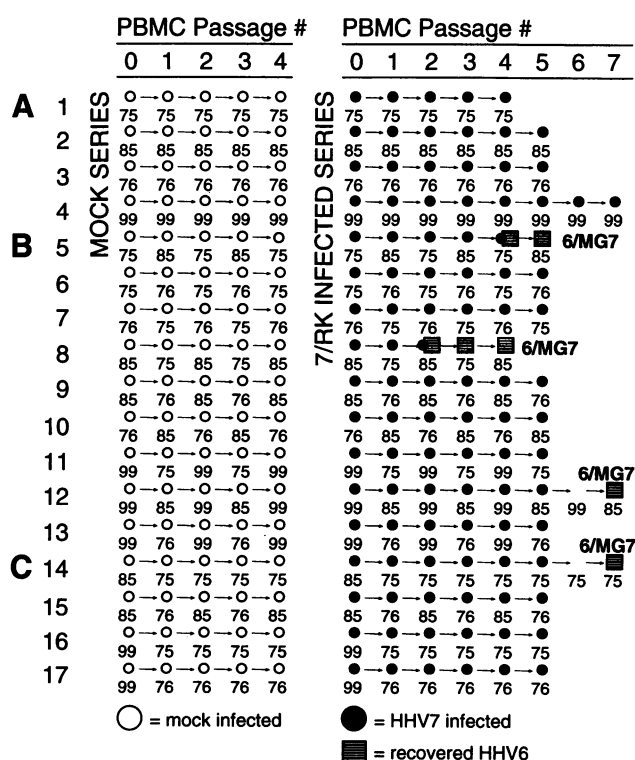 PBMC Passage #
PBMC Passage #
0 1 2 3 4
0 1 2 3 4 5 6 7
MOCK SERIES
7/RK INFECTED SERIES
A 1
75 75 75 75 75
75 75 75 75 75
2
85 85 85 85 85
85 85 85 85 85 85
3
76 76 76 76 76
76 76 76 76 76 76
4
99 99 99 99 99
99 99 99 99 99 99 99 99
B 5
6/MG7
75 85 75 85 75
75 85 75 85 75 85
6
75 76 75 76 75
75 76 75 76 75 76
7
76 75 76 75 76
76 75 76 75 76 75
8
6/MG7
85 75 85 75 85
85 75 85 75 85
9
85 76 85 76 85
85 76 85 76 85 76
10
76 85 76 85 76
76 85 76 85 76 85
11
99 75 99 75 99
99 75 99 75 99 75
6/MG7
12
99 85 99 85 99
99 85 99 85 99 85 99 85
13
99 76 99 76 99
99 76 99 76 99 76
6/MG7
C 14
85 75 75 75 75
85 75 75 75 75 75 75 75
15
85 76 85 76 85
85 76 85 76 85 76
16
99 75 75 75 75
99 75 75 75 75 75
17
99 76 76 76 76
99 76 76 76 76 76
= mock infected
= HHV7 infected
= recovered HHV6